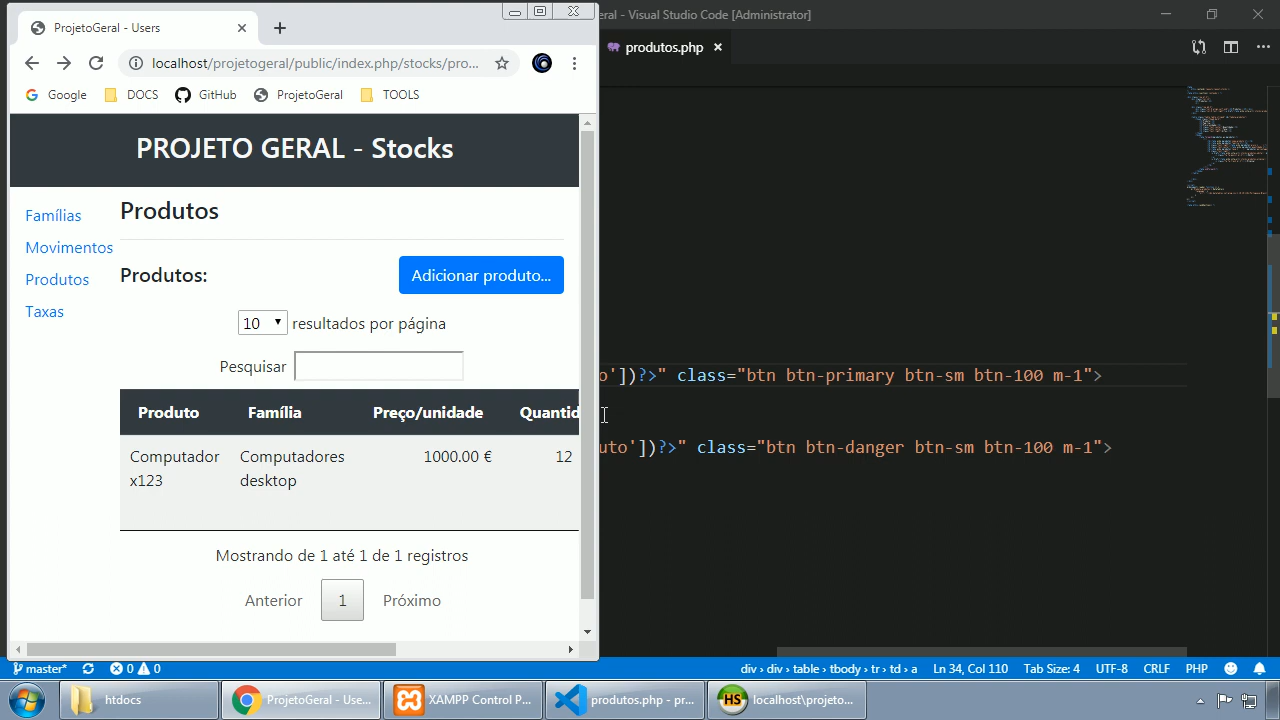 ProjetoGeral - Users
localhost/projetogeral/public/index.php/stocks/pro...
Google
DOCS
GitHub
ProjetoGeral
TOOLS
PROJETO GERAL - Stocks
Famílias
Movimentos
Produtos
Taxas
Produtos
Produtos:
Adicionar produto...
10 resultados por página
Pesquisar
Produto Família Preço/unidade Quantid
Computador x123 Computadores desktop 1000.00 € 12
Mostrando de 1 até 1 de 1 registros
Anterior 1 Próximo
eral - Visual Studio Code [Administrator]
produtos.php
o'])?>" class="btn btn-primary btn-sm btn-100 m-1">
uto'])?>" class="btn btn-danger btn-sm btn-100 m-1">
master* 0 0
div › div › table › tbody › tr › td › a
Ln 34, Col 110
Tab Size: 4
UTF-8
CRLF
PHP
htdocs
ProjetoGeral - Use...
XAMPP Control P...
produtos.php - pr...
HS localhost\projeto...